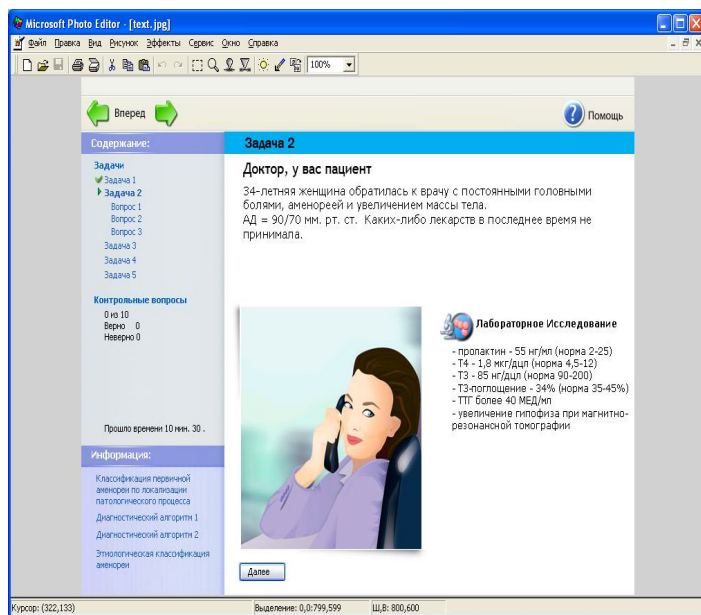 Microsoft Photo Editor - [text.jpg]
Файл Правка Вид Рисунок Эффекты Сервис Окно Справка
100%
Вперед
Помощь
Содержание:
Задачи
Задача 1
Задача 2
Вопрос 1
Вопрос 2
Вопрос 3
Задача 3
Задача 4
Задача 5
Контрольные вопросы
0 из 10
Верно 0
Неверно 0
Прошло времени 10 мин. 30 .
Информация:
Классификация первичной
аменореи по локализации
патологического процесса
Диагностический алгоритм 1
Диагностический алгоритм 2
Этиологическая классификация
аменореи
Задача 2
Доктор, у вас пациент
34-летняя женщина обратилась к врачу с постоянными головными
болями, аменореей и увеличением массы тела.
АД = 90/70 мм. рт. ст. Каких-либо лекарств в последнее время не
принимала.
Лабораторное Исследование
- пролактин - 55 нг/мл (норма 2-25)
- Т4 - 1,8 мкг/дцл (норма 4,5-12)
- Т3 - 85 нг/дцл (норма 90-200)
- Т3-поглощение - 34% (норма 35-45%)
- ТТГ более 40 МЕД/мл
- увеличение гипофиза при магнитно-
резонансной томографии
Далее
Курсор: (322,133)
Выделение: 0,0:799,599
Ш,В: 800,600